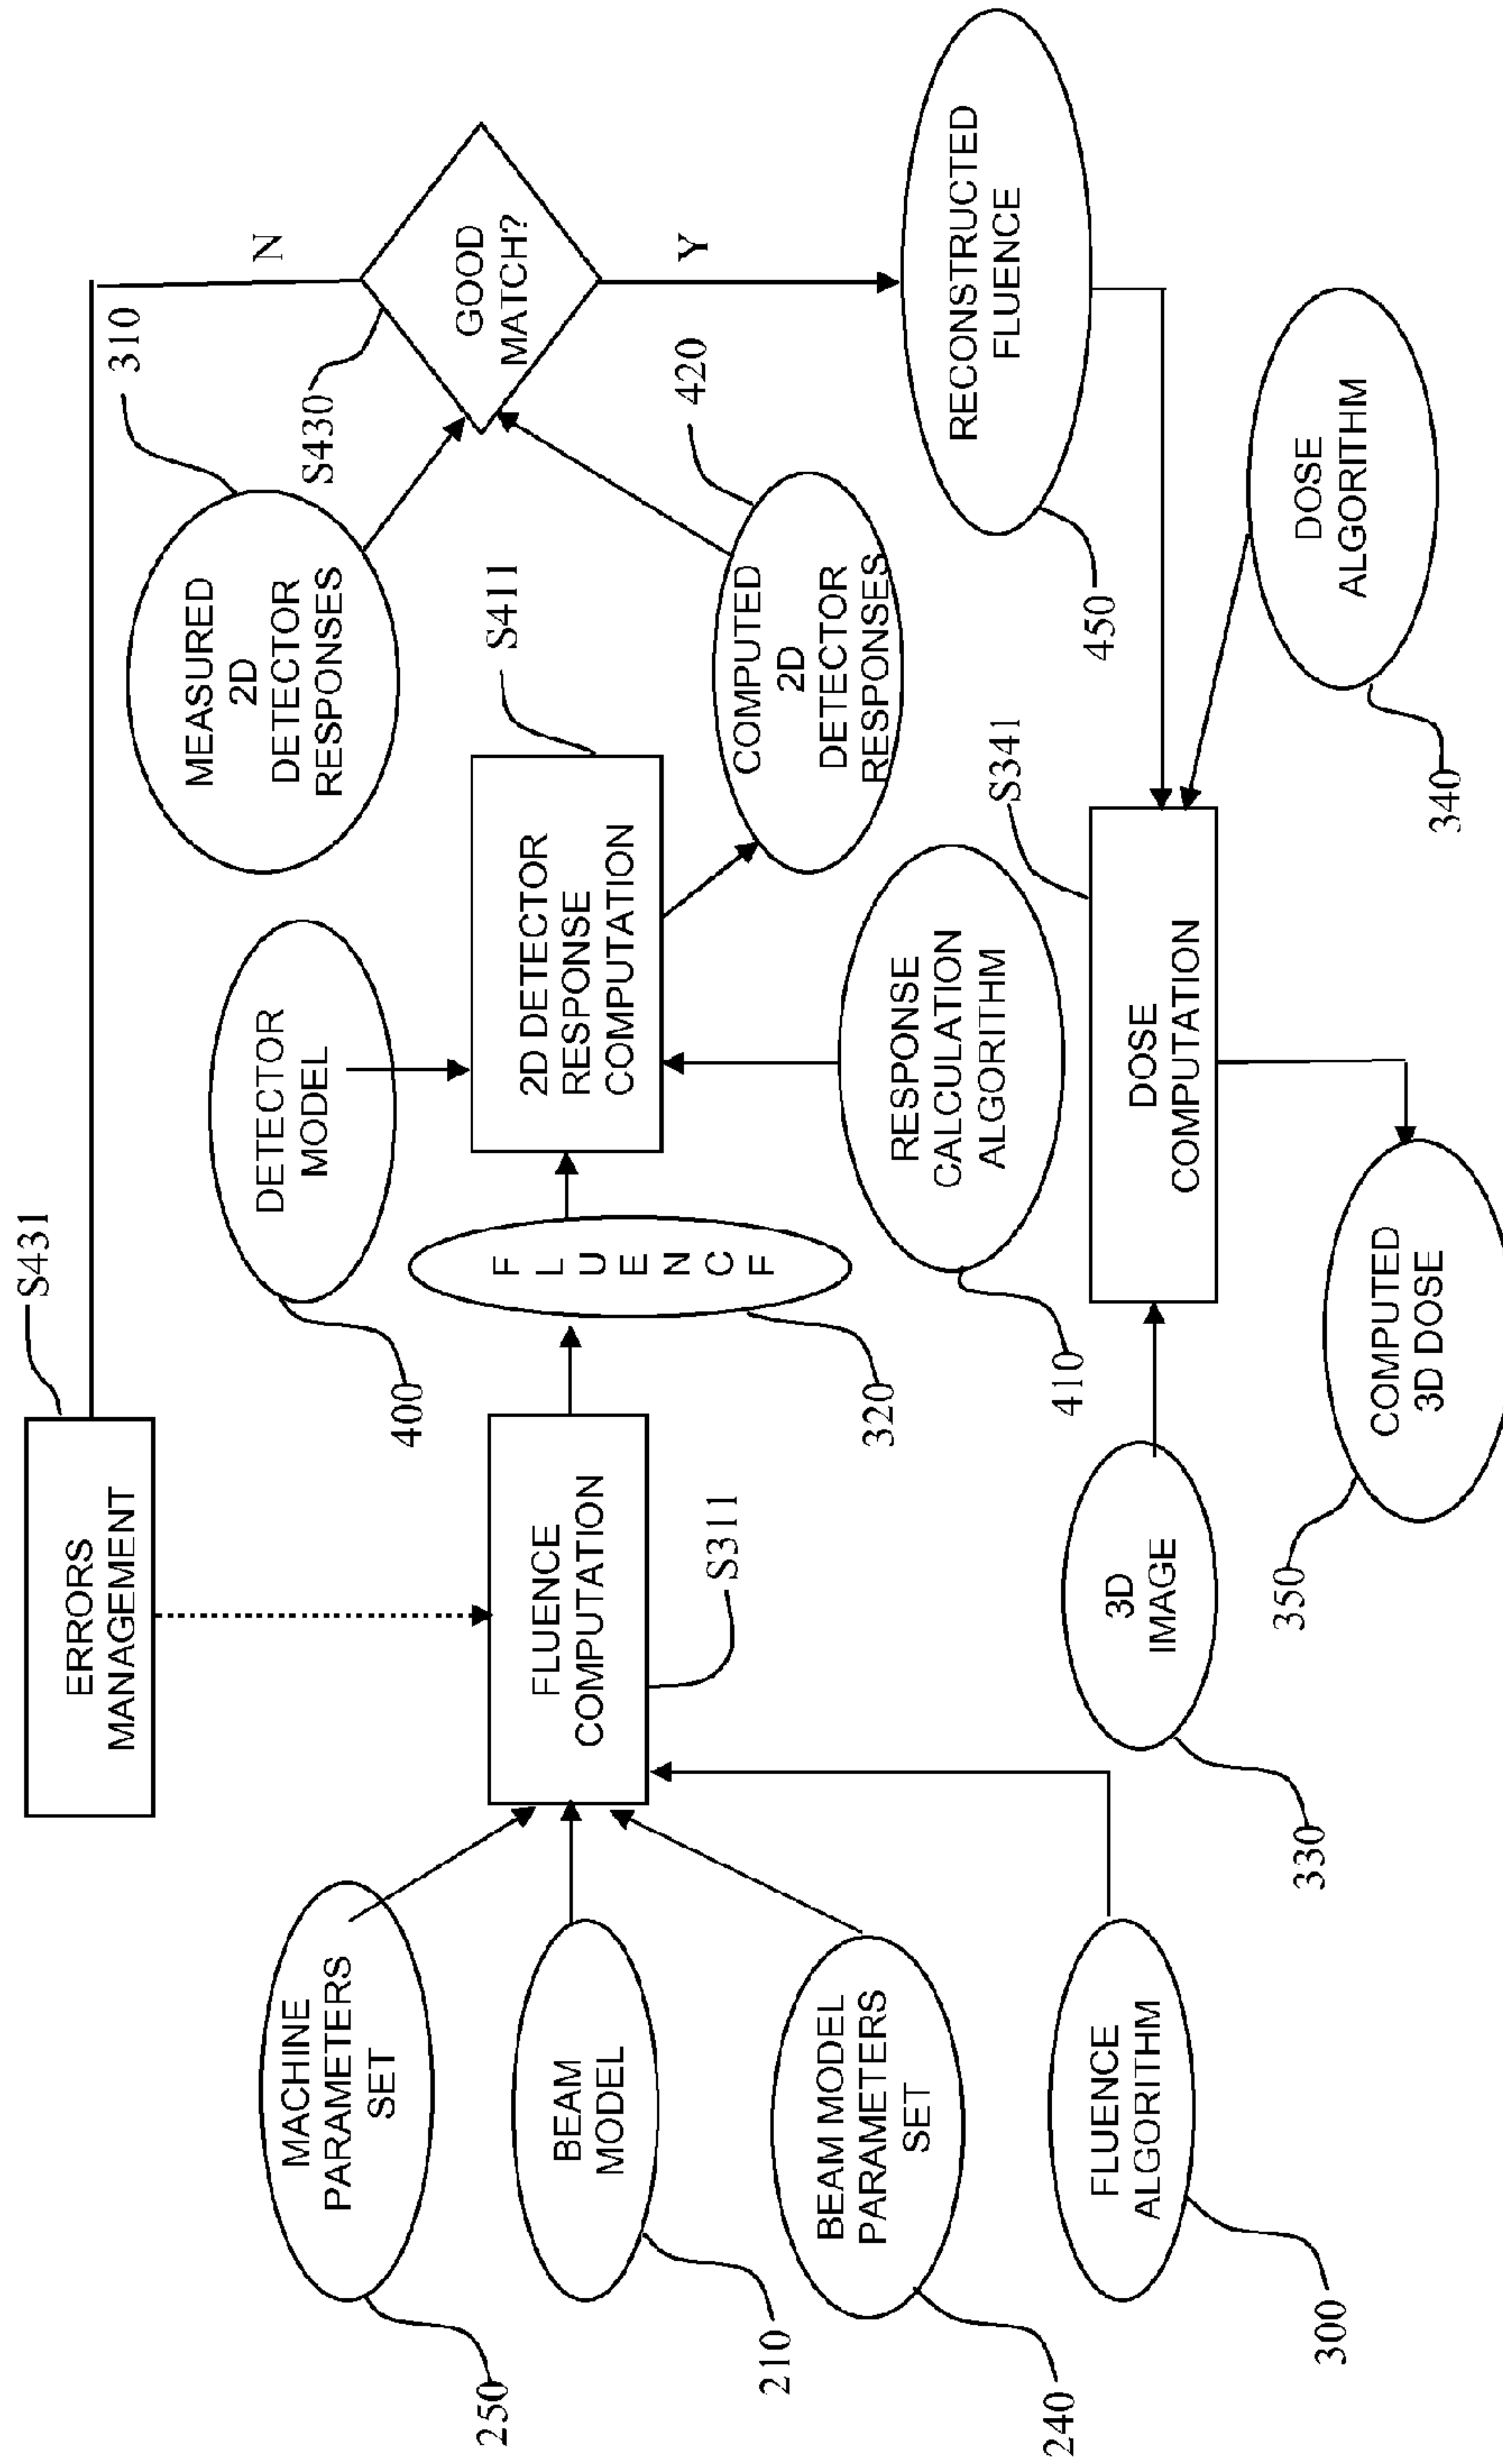 S431
ERRORS
MANAGEMENT
N
310
MEASURED
2D
DETECTOR
RESPONSES
S430
GOOD
MATCH?
Y
DETECTOR
MODEL
400
S411
2D DETECTOR
RESPONSE
COMPUTATION
420
COMPUTED
2D
DETECTOR
RESPONSES
MACHINE
PARAMETERS
SET
250
BEAM
MODEL
210
BEAM MODEL
PARAMETERS
SET
240
FLUENCE
ALGORITHM
300
FLUENCE
COMPUTATION
S311
F
L
U
E
N
C
F
320
RESPONSE
CALCULATION
ALGORITHM
410
RECONSTRUCTED
FLUENCE
450
3D
IMAGE
330
S341
DOSE
COMPUTATION
DOSE
ALGORITHM
340
COMPUTED
3D DOSE
350